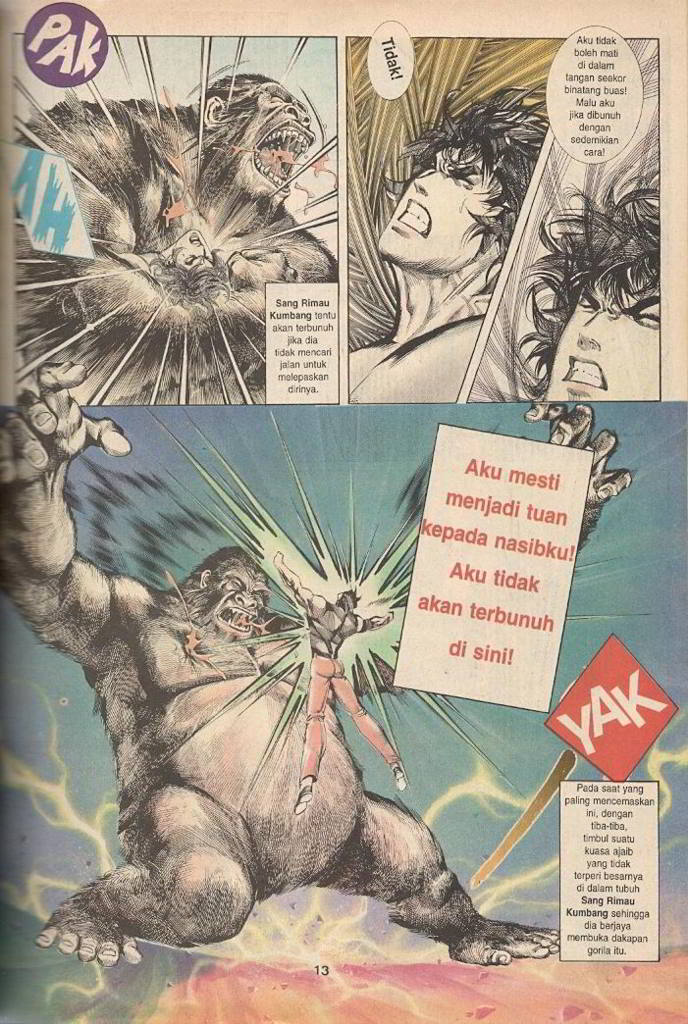 PAK
AH
Sang Rimau
Kumbang tentu
akan terbunuh
jika dia
tidak mencari
jalan untuk
melepaskan
dirinya.
Tidak!
Aku tidak
boleh mati
di dalam
tangan seekor
binatang buas!
Malu aku
jika dibunuh
dengan
sedemikian
cara!
Aku mesti
menjadi tuan
kepada nasibku!
Aku tidak
akan terbunuh
di sini!
YAK
Pada saat yang
paling mencemaskan
ini, dengan
tiba-tiba,
timbul suatu
kuasa ajaib
yang tidak
terperi besarnya
di dalam tubuh
Sang Rimau
Kumbang sehingga
dia berjaya
membuka dakapan
gorila itu.
13